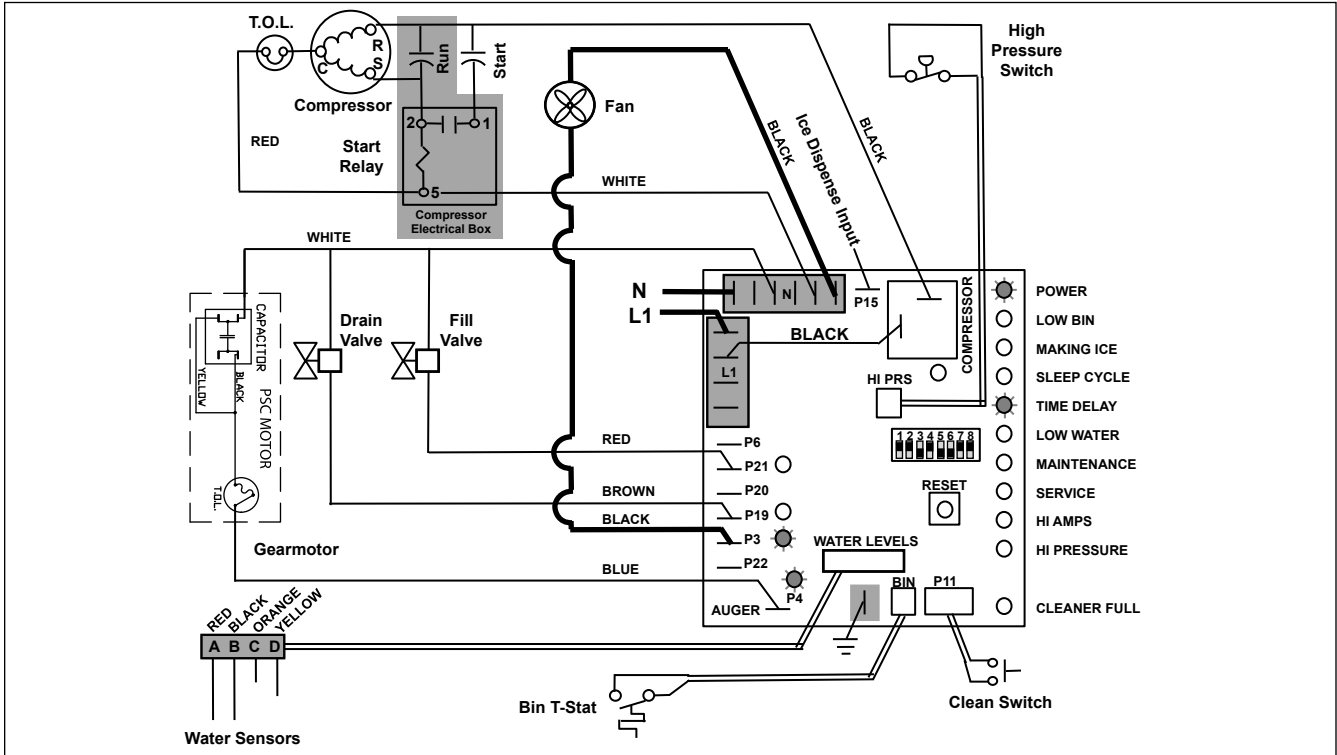 T.O.L.
C
R
S
Compressor
Run
Start
RED
Start
Relay
2
1
5
Compressor
Electrical Box
Fan
WHITE
WHITE
BLACK
BLACK
Ice Dispense Input
High
Pressure
Switch
N
L1
N
L1
P15
BLACK
COMPRESSOR
HI PRS
1 2 3 4 5 6 7 8
RESET
POWER
LOW BIN
MAKING ICE
SLEEP CYCLE
TIME DELAY
LOW WATER
MAINTENANCE
SERVICE
HI AMPS
HI PRESSURE
CLEANER FULL
Drain
Valve
Fill
Valve
CAPACITOR
YELLOW
BLACK
PSC MOTOR
T.O.L.
Gearmotor
RED
BROWN
BLACK
BLUE
P6
P21
P20
P19
P3
P22
P4
AUGER
WATER LEVELS
BIN
P11
RED
BLACK
ORANGE
YELLOW
A B C D
Water Sensors
Bin T-Stat
Clean Switch